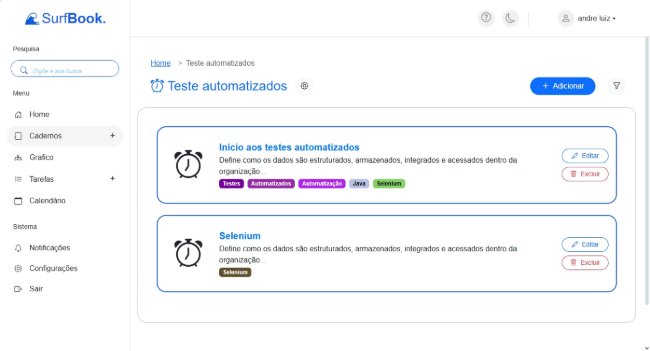 SurfBook.
andre luiz
Pesquisa
Digite a sua busca
Menu
Home
Cadernos +
Grafico
Tarefas +
Calendário
Sistema
Notificações
Configurações
Sair
Home > Teste automatizados
Teste automatizados
+ Adicionar
Inicio aos testes automatizados
Define como os dados são estruturados, armazenados, integrados e acessados dentro da
organização...
Testes Automatizados Automatização Java Selenium
Editar
Excluir
Selenium
Define como os dados são estruturados, armazenados, integrados e acessados dentro da
organização...
Selenium
Editar
Excluir